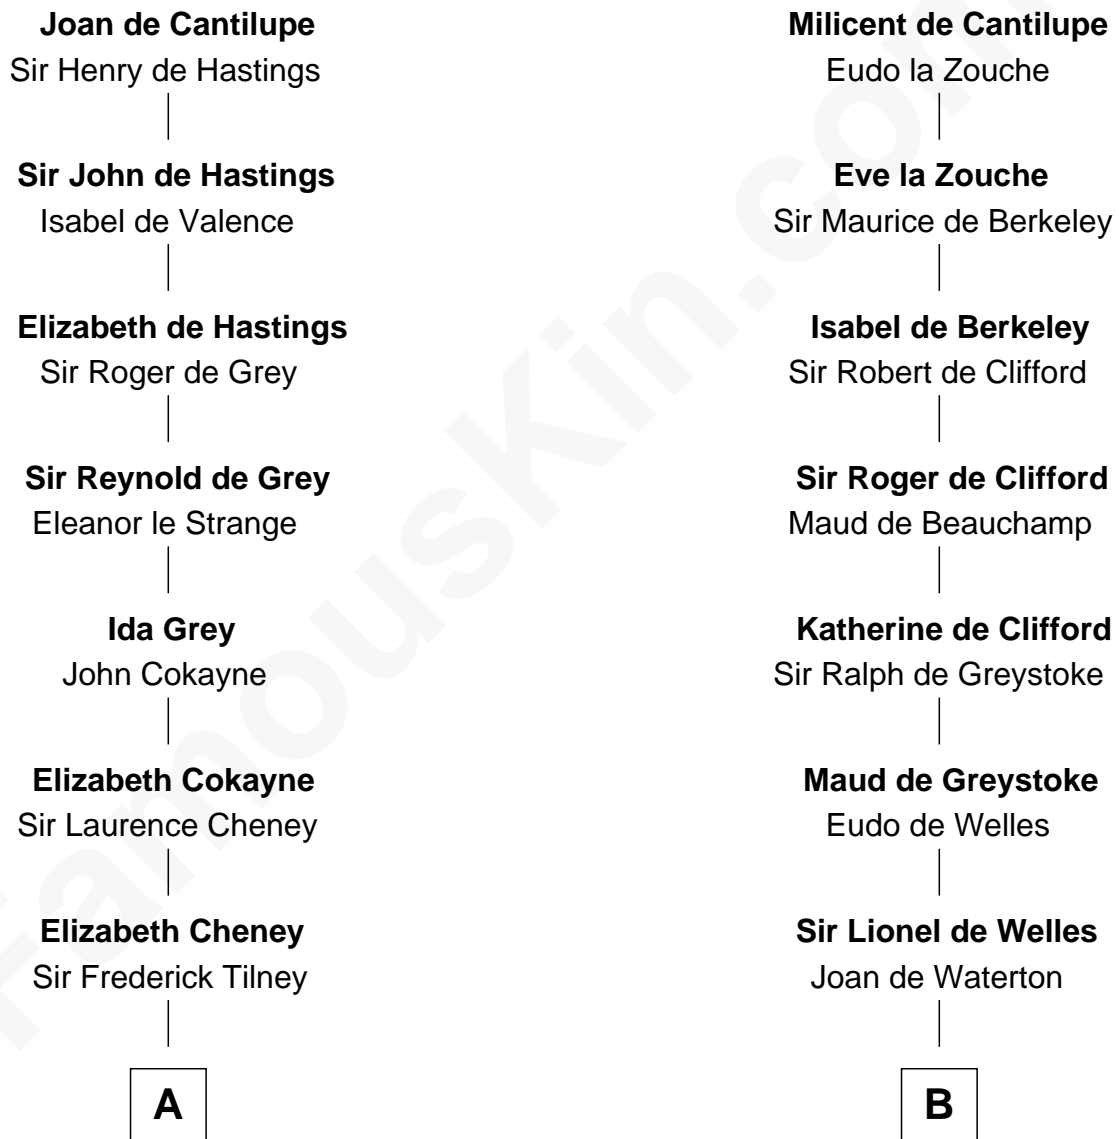 Joan de Cantilupe
Sir Henry de Hastings
Sir John de Hastings
Isabel de Valence
Elizabeth de Hastings
Sir Roger de Grey
Sir Reynold de Grey
Eleanor le Strange
Ida Grey
John Cokayne
Elizabeth Cokayne
Sir Laurence Cheney
Elizabeth Cheney
Sir Frederick Tilney
A
Milicent de Cantilupe
Eudo la Zouche
Eve la Zouche
Sir Maurice de Berkeley
Isabel de Berkeley
Sir Robert de Clifford
Sir Roger de Clifford
Maud de Beauchamp
Katherine de Clifford
Sir Ralph de Greystoke
Maud de Greystoke
Eudo de Welles
Sir Lionel de Welles
Joan de Waterton
B
FamousKin.com